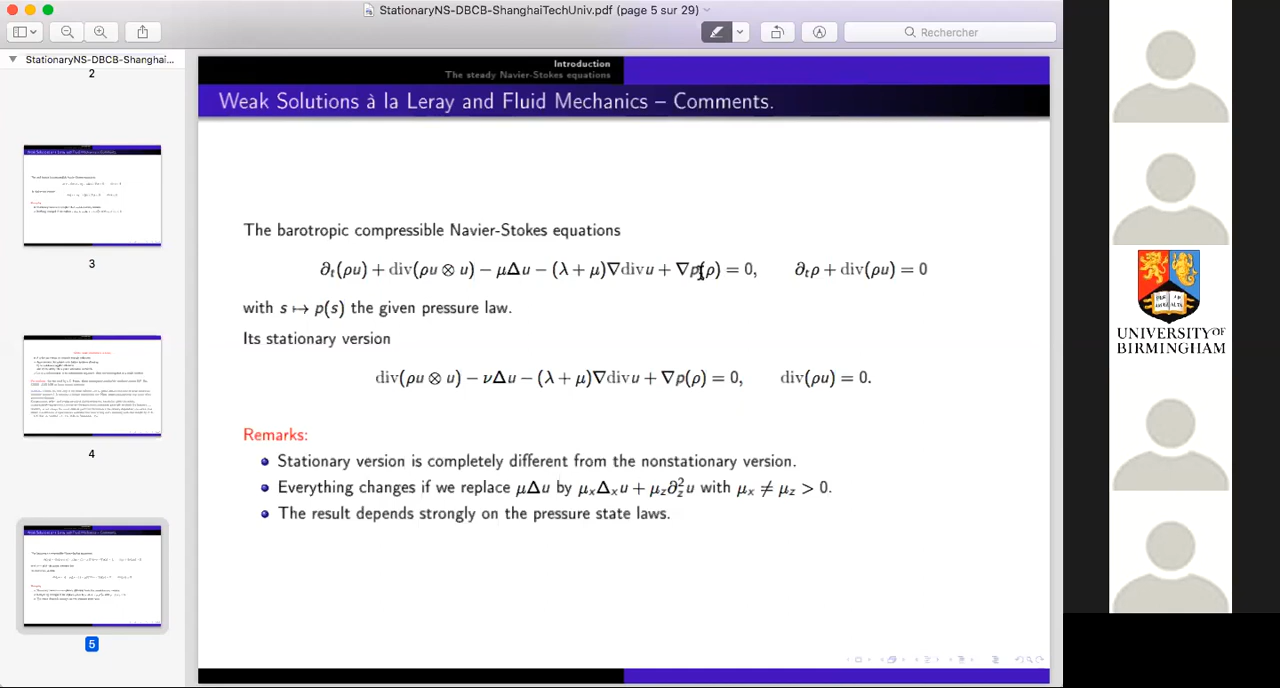 StationaryNS-DBCB-ShanghaiTechUniv.pdf (page 5 sur 29)
Rechercher
StationaryNS-DBCB-Shanghai...
2
3
4
5
Introduction
The steady Navier-Stokes equations
Weak Solutions à la Leray and Fluid Mechanics – Comments.
The barotropic compressible Navier-Stokes equations
∂ₜ(ρu) + div(ρu ⊗ u) − μΔu − (λ + μ)∇divu + ∇p(ρ) = 0, ∂ₜρ + div(ρu) = 0
with s ↦ p(s) the given pressure law.
Its stationary version
div(ρu ⊗ u) − νΔu − (λ + μ)∇divu + ∇p(ρ) = 0, div(ρu) = 0.
Remarks:
Stationary version is completely different from the nonstationary version.
Everything changes if we replace μΔu by μₓΔₓu + μ_z∂_z²u with μₓ ≠ μ_z > 0.
The result depends strongly on the pressure state laws.
UNIVERSITY OF
BIRMINGHAM